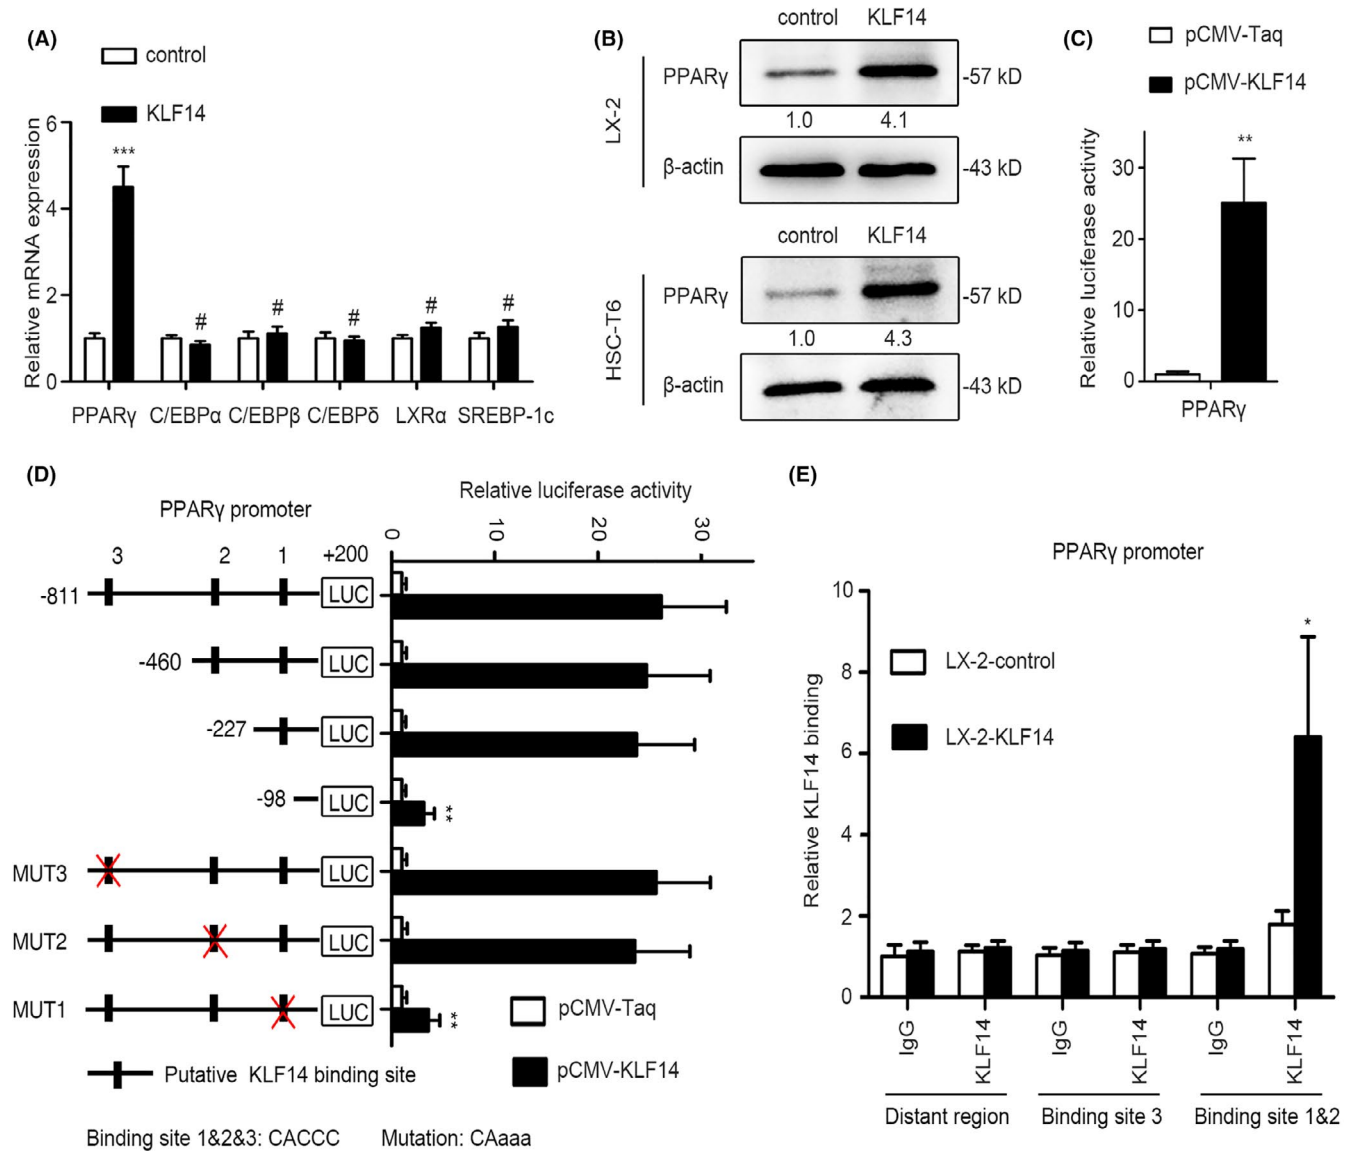 (A)
control
KLF14
Relative mRNA expression
6
4
2
0
***
#
#
#
#
#
PPARγ C/EBPα C/EBPβ C/EBPδ LXRα SREBP-1c
(B)
LX-2
control KLF14
PPARγ -57 kD
1.0 4.1
β-actin -43 kD
HSC-T6
control KLF14
PPARγ -57 kD
1.0 4.3
β-actin -43 kD
(C)
pCMV-Taq
pCMV-KLF14
Relative luciferase activity
30
20
10
0
**
PPARγ
(D)
PPARγ promoter
Relative luciferase activity
0 10 20 30
3 2 1 +200
-811 LUC
-460 LUC
-227 LUC
-98 LUC **
MUT3 LUC
MUT2 LUC
MUT1 LUC **
pCMV-Taq
pCMV-KLF14
Putative KLF14 binding site
Binding site 1&2&3: CACCC Mutation: CAaaa
(E)
PPARγ promoter
LX-2-control
LX-2-KLF14
Relative KLF14 binding
10
8
6
4
2
0
*
IgG KLF14 IgG KLF14 IgG KLF14
Distant region Binding site 3 Binding site 1&2